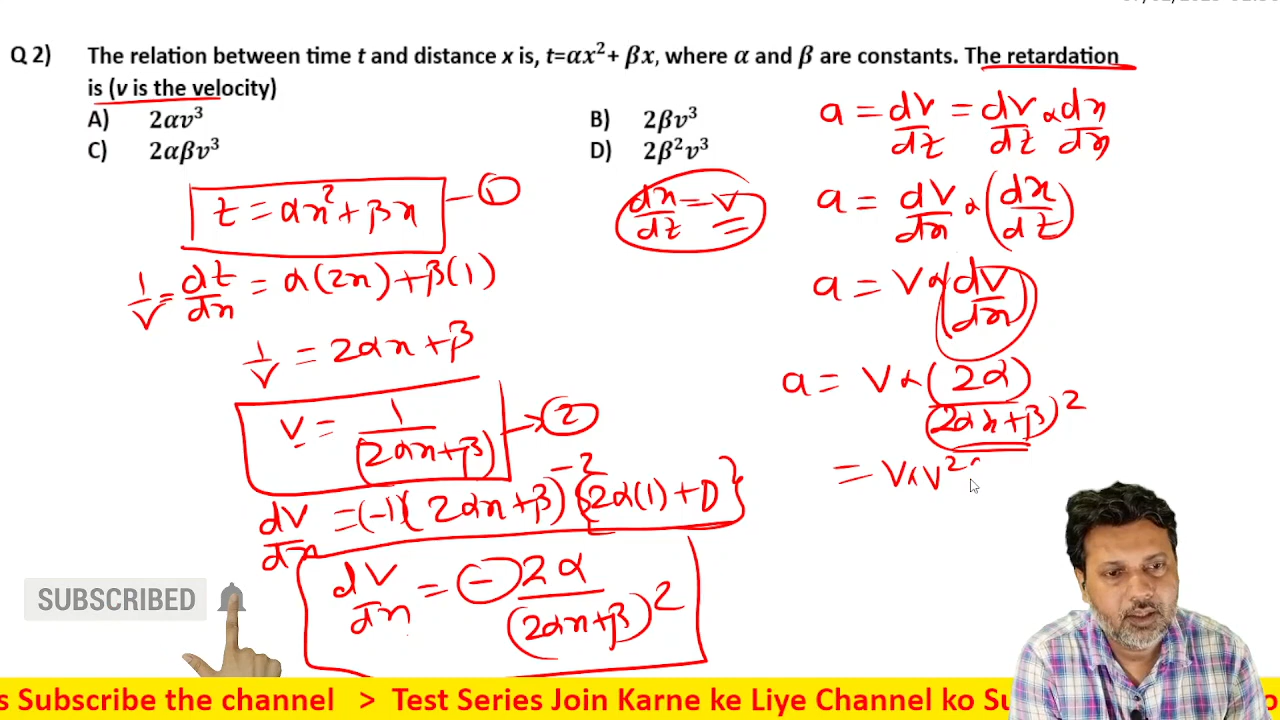 Q 2) The relation between time t and distance x is, t=αx²+ βx, where α and β are constants. The retardation
is (v is the velocity)
A) 2αv³ B) 2βv³
C) 2αβv³ D) 2β²v³
t = αx² + βx — ①
1/v = dt/dx = α(2x) + β(1)
1/v = 2αx + β
v = 1/(2αx+β) → ②
dv/dx = (-1)(2αx+β)⁻² {2α(1) + 0}
dv/dx = - 2α/(2αx+β)²
dx/dt = v
a = dv/dt = dv/dt × dx/dx
a = dv/dx × (dx/dt)
a = v × (dv/dx)
a = v × (2α)/(2αx+β)²
= v × v²
SUBSCRIBED
s Subscribe the channel > Test Series Join Karne ke Liye Channel ko Su